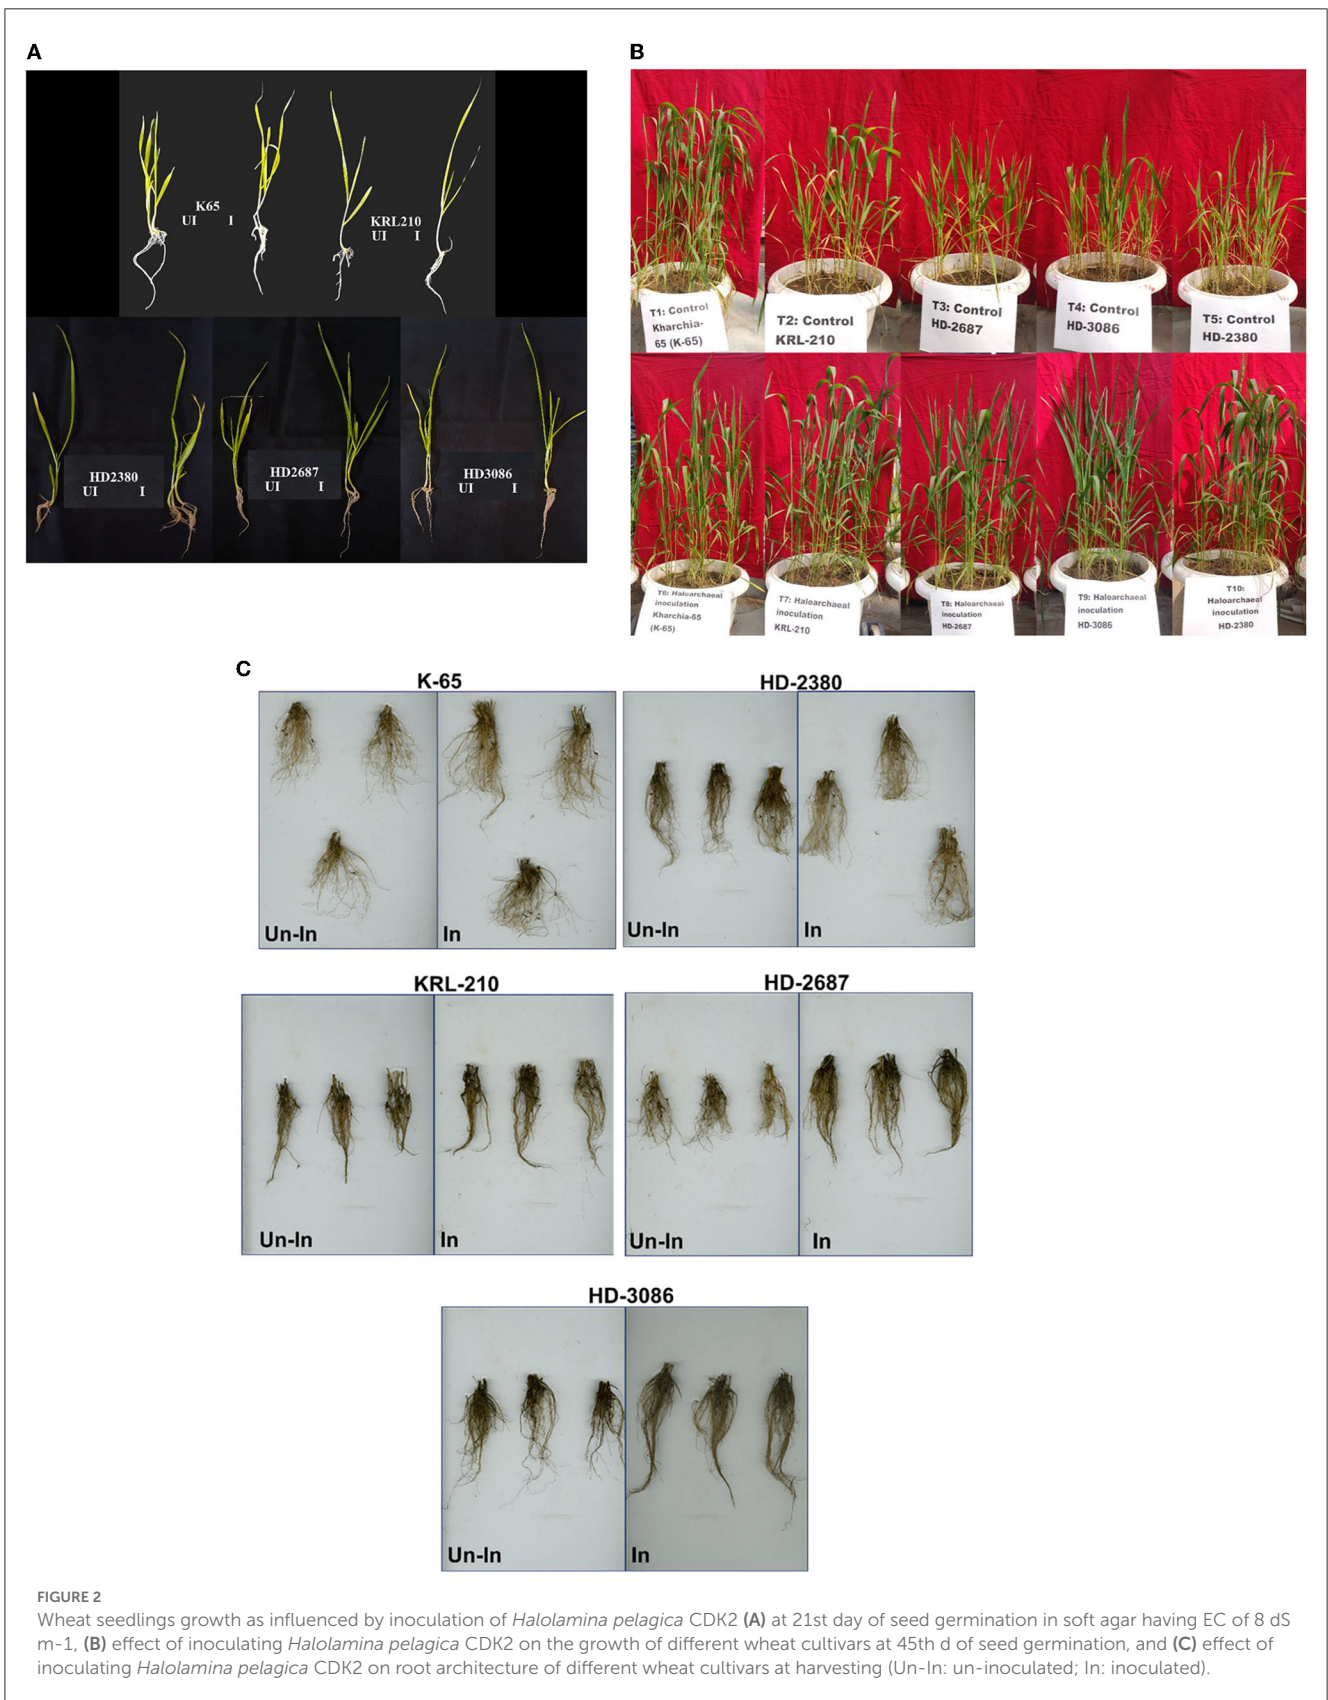 A
K65
UI I
KRL210
UI I
HD2380
UI I
HD2687
UI I
HD3086
UI I
B
T1: Control
Kharchia-
65 (K-65)
T2: Control
KRL-210
T3: Control
HD-2687
T4: Control
HD-3086
T5: Control
HD-2380
T6: Haloarchaeal
inoculation
Kharchia-65
(K-65)
T7: Haloarchaeal
inoculation
KRL-210
T8: Haloarchaeal
inoculation
HD-2687
T9: Haloarchaeal
inoculation
HD-3086
T10:
Haloarchaeal
inoculation
HD-2380
C
K-65
Un-In
In
HD-2380
Un-In
In
KRL-210
Un-In
In
HD-2687
Un-In
In
HD-3086
Un-In
In
FIGURE 2
Wheat seedlings growth as influenced by inoculation of Halolamina pelagica CDK2 (A) at 21st day of seed germination in soft agar having EC of 8 dS
m-1, (B) effect of inoculating Halolamina pelagica CDK2 on the growth of different wheat cultivars at 45th d of seed germination, and (C) effect of
inoculating Halolamina pelagica CDK2 on root architecture of different wheat cultivars at harvesting (Un-In: un-inoculated; In: inoculated).